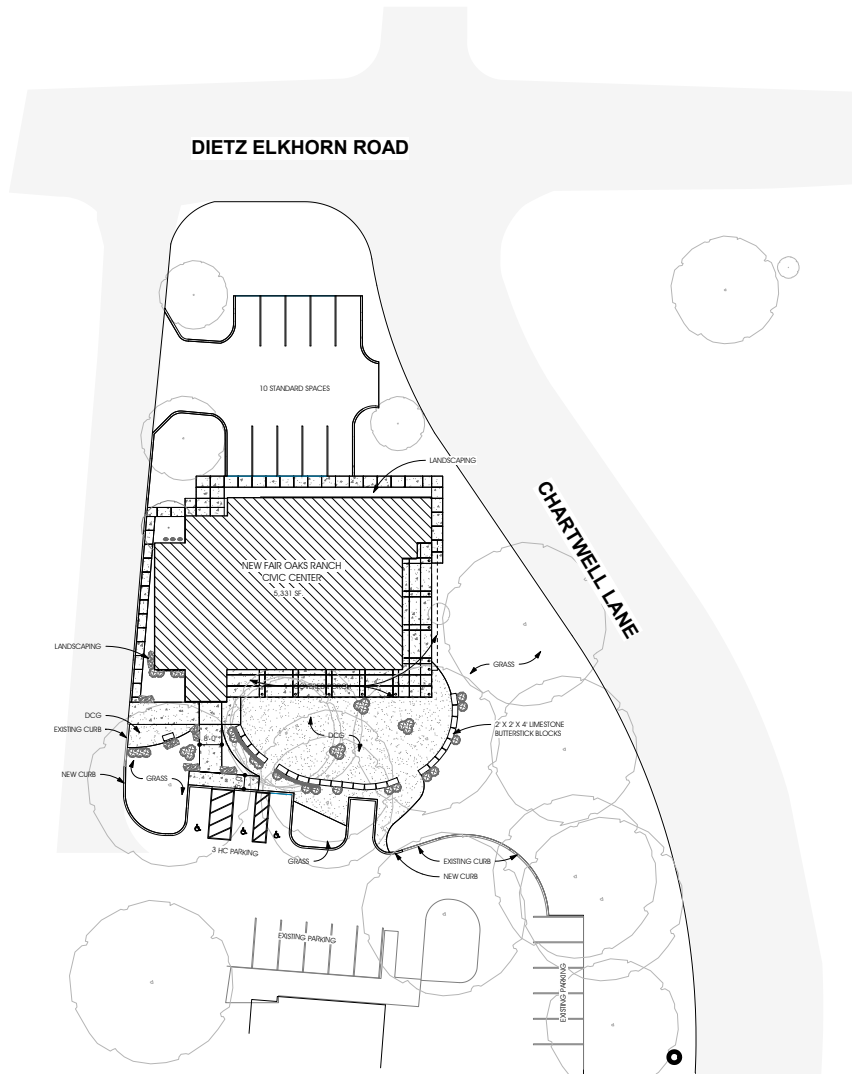 DIETZ ELKHORN ROAD
10 STANDARD SPACES
LANDSCAPING
CHARTWELL LANE
NEW FAIR OAKS RANCH
CIVIC CENTER
5,331 SF
LANDSCAPING
GRASS
DCG
EXISTING CURB
2' X 2' X 4' LIMESTONE
BUTTERSTICK BLOCKS
DCG
8'-0"
NEW CURB
GRASS
3 HC PARKING
GRASS
EXISTING CURB
NEW CURB
EXISTING PARKING
EXISTING PARKING